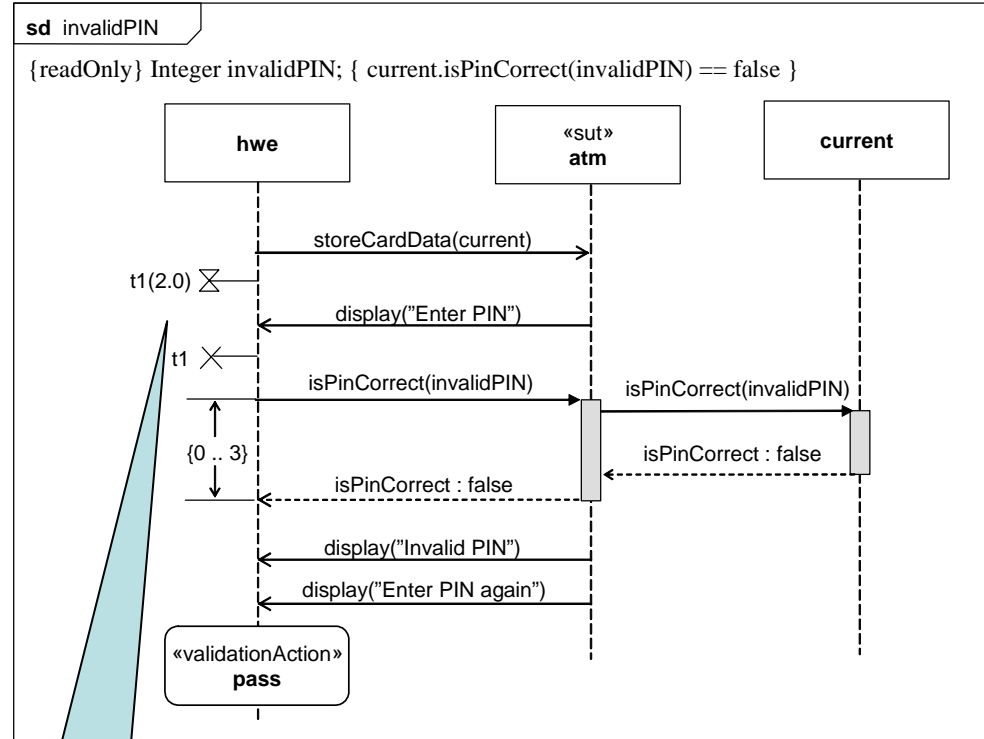 sd invalidPIN
{readOnly} Integer invalidPIN; { current.isPinCorrect(invalidPIN) == false }
hwe
«sut»
atm
current
storeCardData(current)
t1(2.0)
display(”Enter PIN”)
t1
isPinCorrect(invalidPIN)
isPinCorrect(invalidPIN)
{0 .. 3}
isPinCorrect : false
isPinCorrect : false
display(”Invalid PIN”)
display(”Enter PIN again”)
«validationAction»
pass